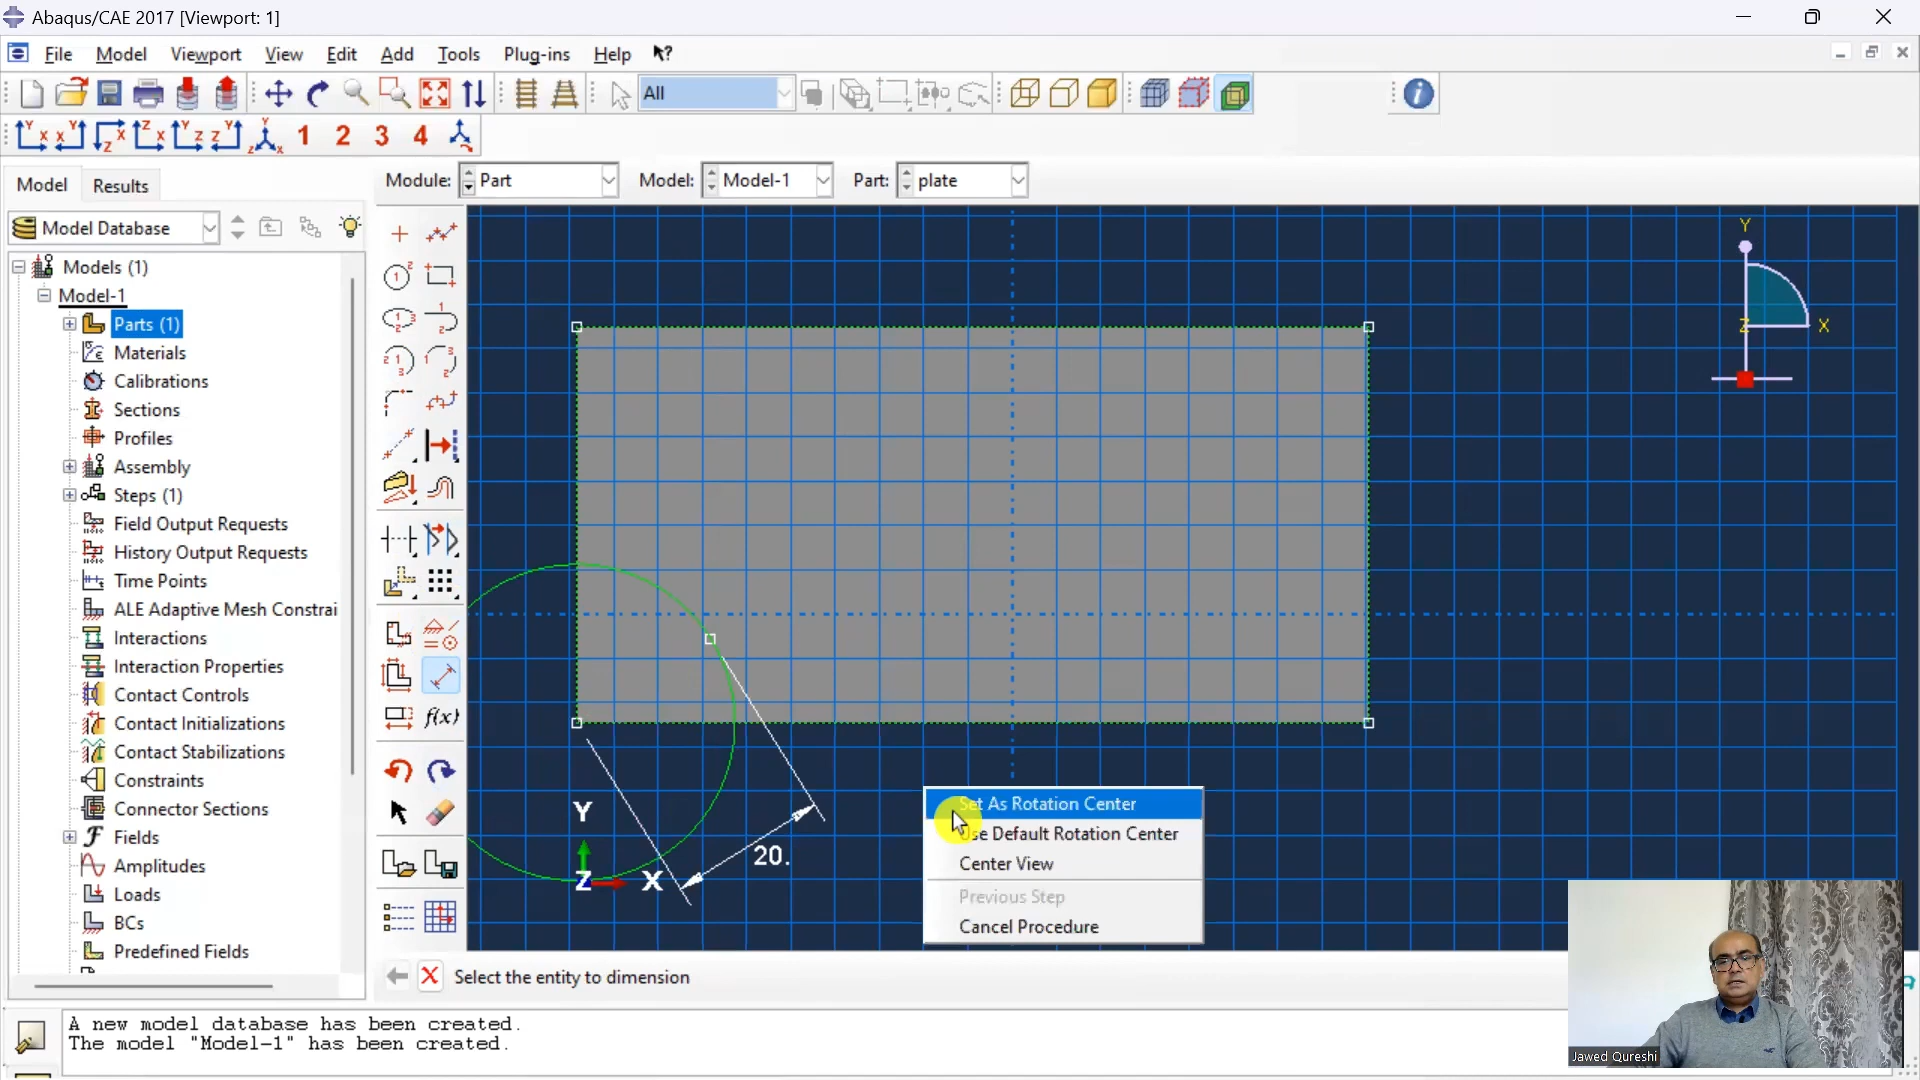 Abaqus/CAE 2017 [Viewport: 1]
File Model Viewport View Edit Add Tools Plug-ins Help
All
1 2 3 4
Model Results
Module: Part Model: Model-1 Part: plate
Model Database
Models (1)
Model-1
Parts (1)
Materials
Calibrations
Sections
Profiles
Assembly
Steps (1)
Field Output Requests
History Output Requests
Time Points
ALE Adaptive Mesh Constrai
Interactions
Interaction Properties
Contact Controls
Contact Initializations
Contact Stabilizations
Constraints
Connector Sections
Fields
Amplitudes
Loads
BCs
Predefined Fields
f(x)
Y
Z X
Y
Z X
20.
Set As Rotation Center
Use Default Rotation Center
Center View
Previous Step
Cancel Procedure
Select the entity to dimension
A new model database has been created.
The model "Model-1" has been created.
Jawed Qureshi